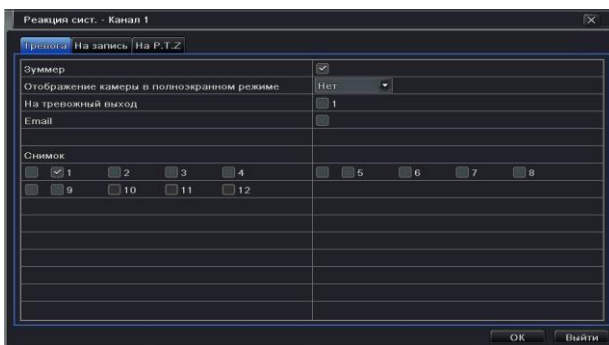 Реакция сист. - Канал 1
Тревога На запись На P.T.Z
Зуммер
Отображение камеры в полноэкранном режиме Нет
На тревожный выход 1
Email
Снимок
1 2 3 4 5 6 7 8
9 10 11 12
ОК Выйти